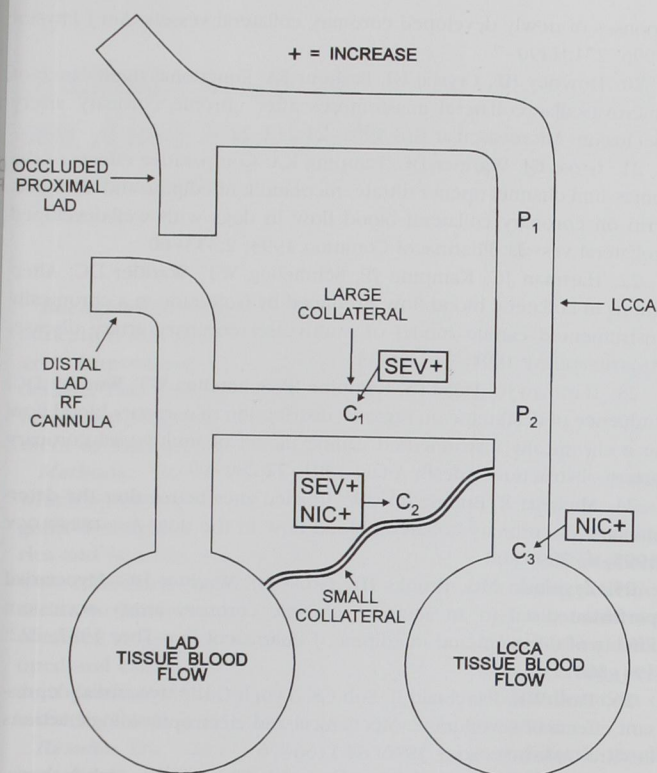 + = INCREASE
OCCLUDED
PROXIMAL
LAD
P1
LARGE
COLLATERAL
LCCA
DISTAL
LAD
RF
CANNULA
SEV+
C1
P2
SEV+
NIC+
C2
NIC+
C3
SMALL
COLLATERAL
LAD
TISSUE BLOOD
FLOW
LCCA
TISSUE BLOOD
FLOW